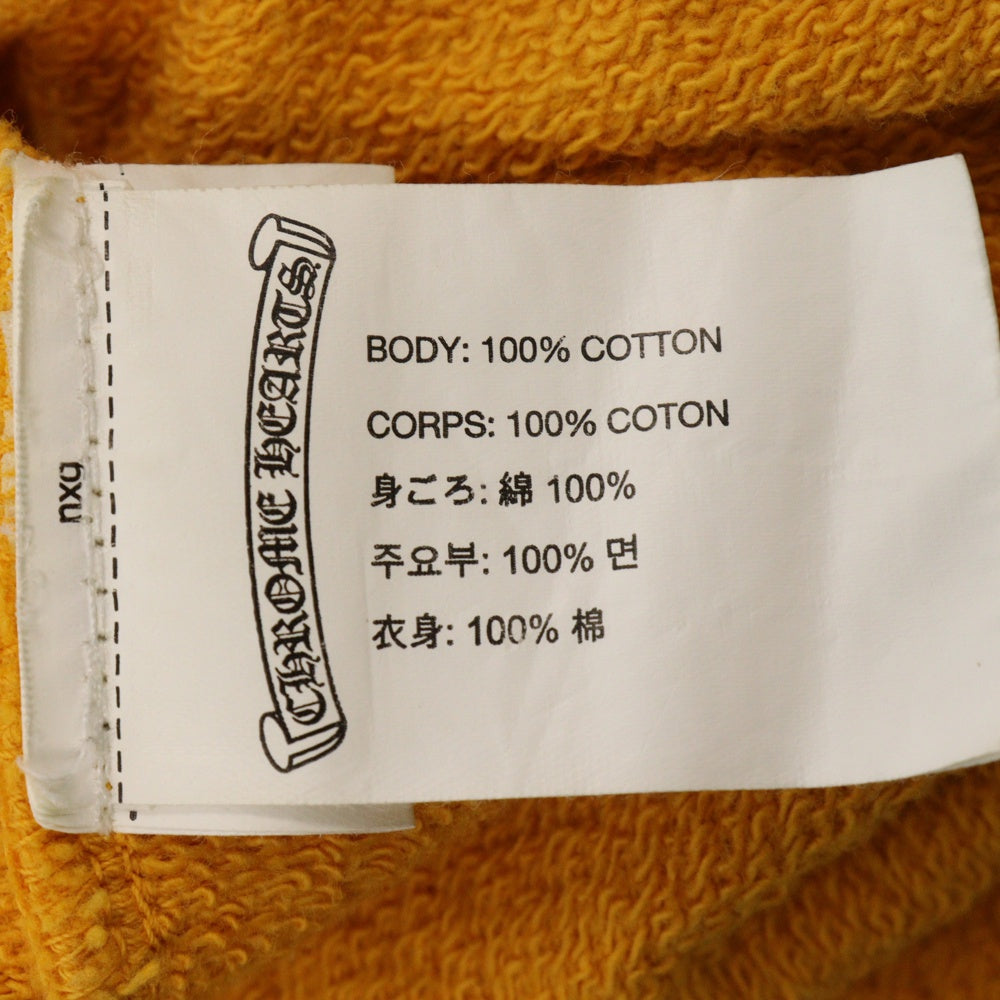 CHROME HEARTS
BODY: 100% COTTON
CORPS: 100% COTON
身ごろ: 綿 100%
주요부: 100% 면
衣身: 100% 棉